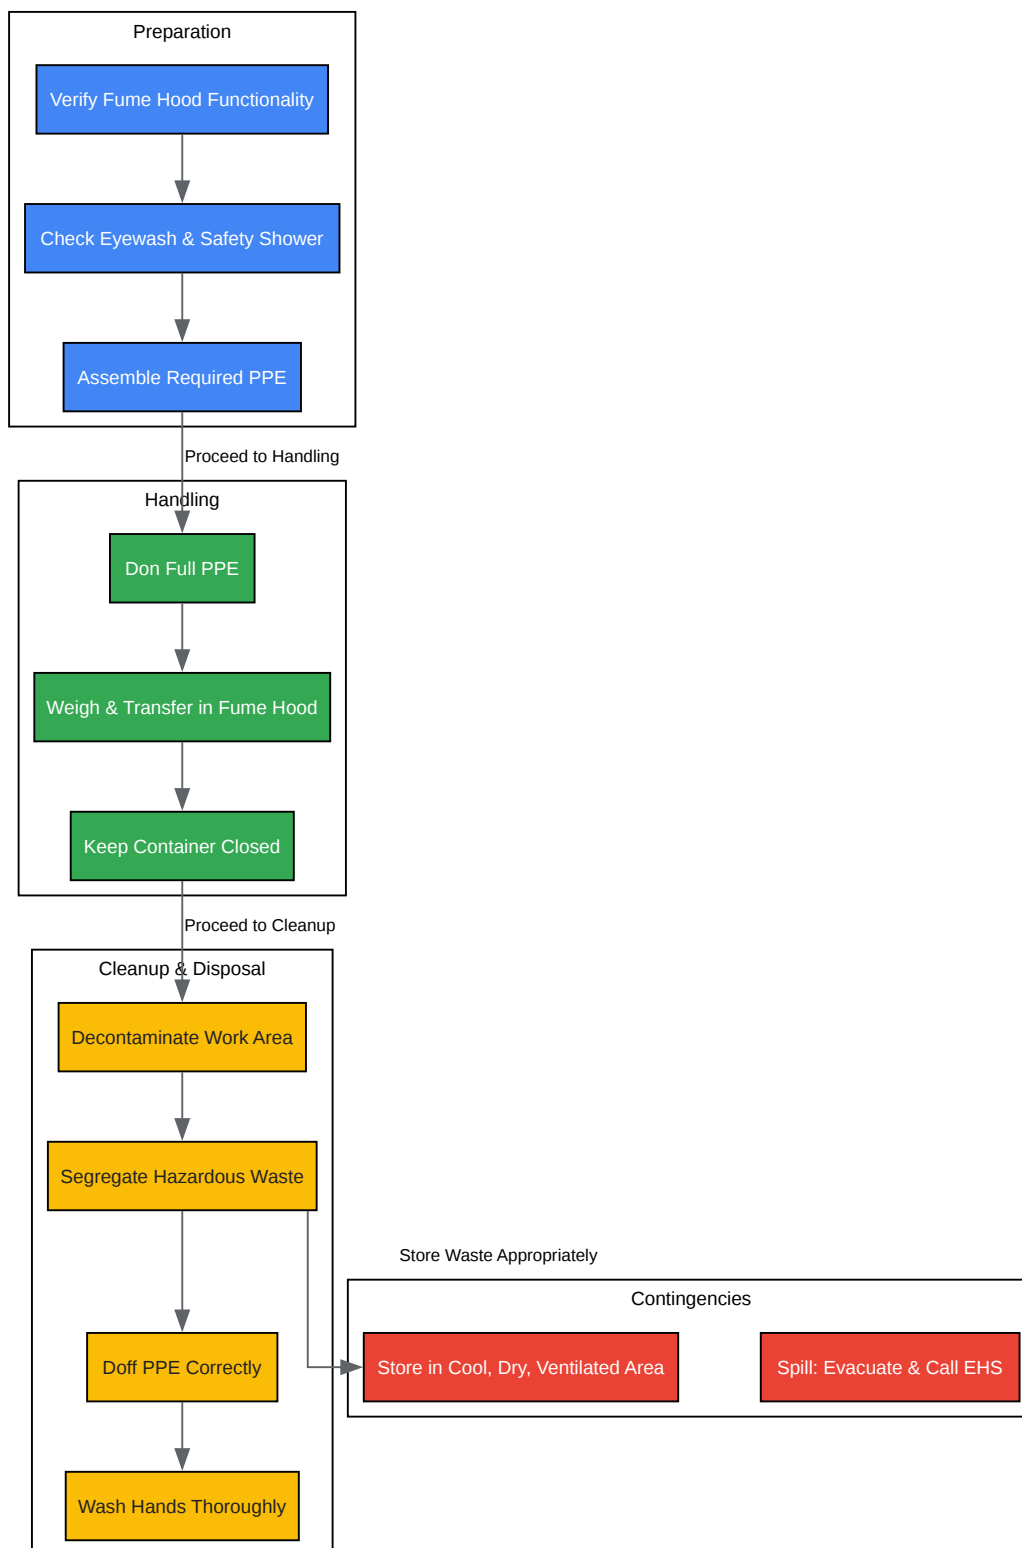 Preparation
Verify Fume Hood Functionality
Check Eyewash & Safety Shower
Assemble Required PPE
Proceed to Handling
Handling
Don Full PPE
Weigh & Transfer in Fume Hood
Keep Container Closed
Proceed to Cleanup
Cleanup & Disposal
Decontaminate Work Area
Segregate Hazardous Waste
Store Waste Appropriately
Contingencies
Doff PPE Correctly
Store in Cool, Dry, Ventilated Area
Spill: Evacuate & Call EHS
Wash Hands Thoroughly